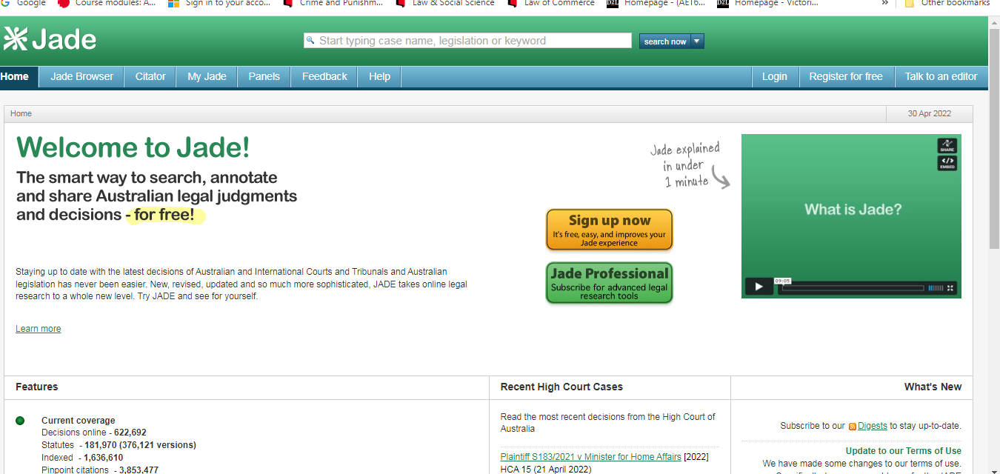 Google
Course modules: A...
Sign in to your acco...
Crime and Punishm...
Law & Social Science
Law of Commerce
D2L Homepage - (AET6...
D2L Homepage - Victori...
»
Other bookmarks
Jade
Start typing case name, legislation or keyword
search now
Home
Jade Browser
Citator
My Jade
Panels
Feedback
Help
Login
Register for free
Talk to an editor
Home
30 Apr 2022
Welcome to Jade!
The smart way to search, annotate
and share Australian legal judgments
and decisions - for free!
Staying up to date with the latest decisions of Australian and International Courts and Tribunals and Australian
legislation has never been easier. New, revised, updated and so much more sophisticated, JADE takes online legal
research to a whole new level. Try JADE and see for yourself.
Learn more
Sign up now
It's free, easy, and improves your
Jade experience
Jade Professional
Subscribe for advanced legal
research tools
Jade explained
in under
1 minute
SHARE
</>
EMBED
What is Jade?
09:05
Features
Current coverage
Decisions online - 622,692
Statutes - 181,970 (376,121 versions)
Indexed - 1,636,610
Pinpoint citations - 3,853,477
Recent High Court Cases
Read the most recent decisions from the High Court of
Australia
Plaintiff S183/2021 v Minister for Home Affairs [2022]
HCA 15 (21 April 2022)
What's New
Subscribe to our Digests to stay up-to-date.
Update to our Terms of Use
We have made some changes to our terms of use.